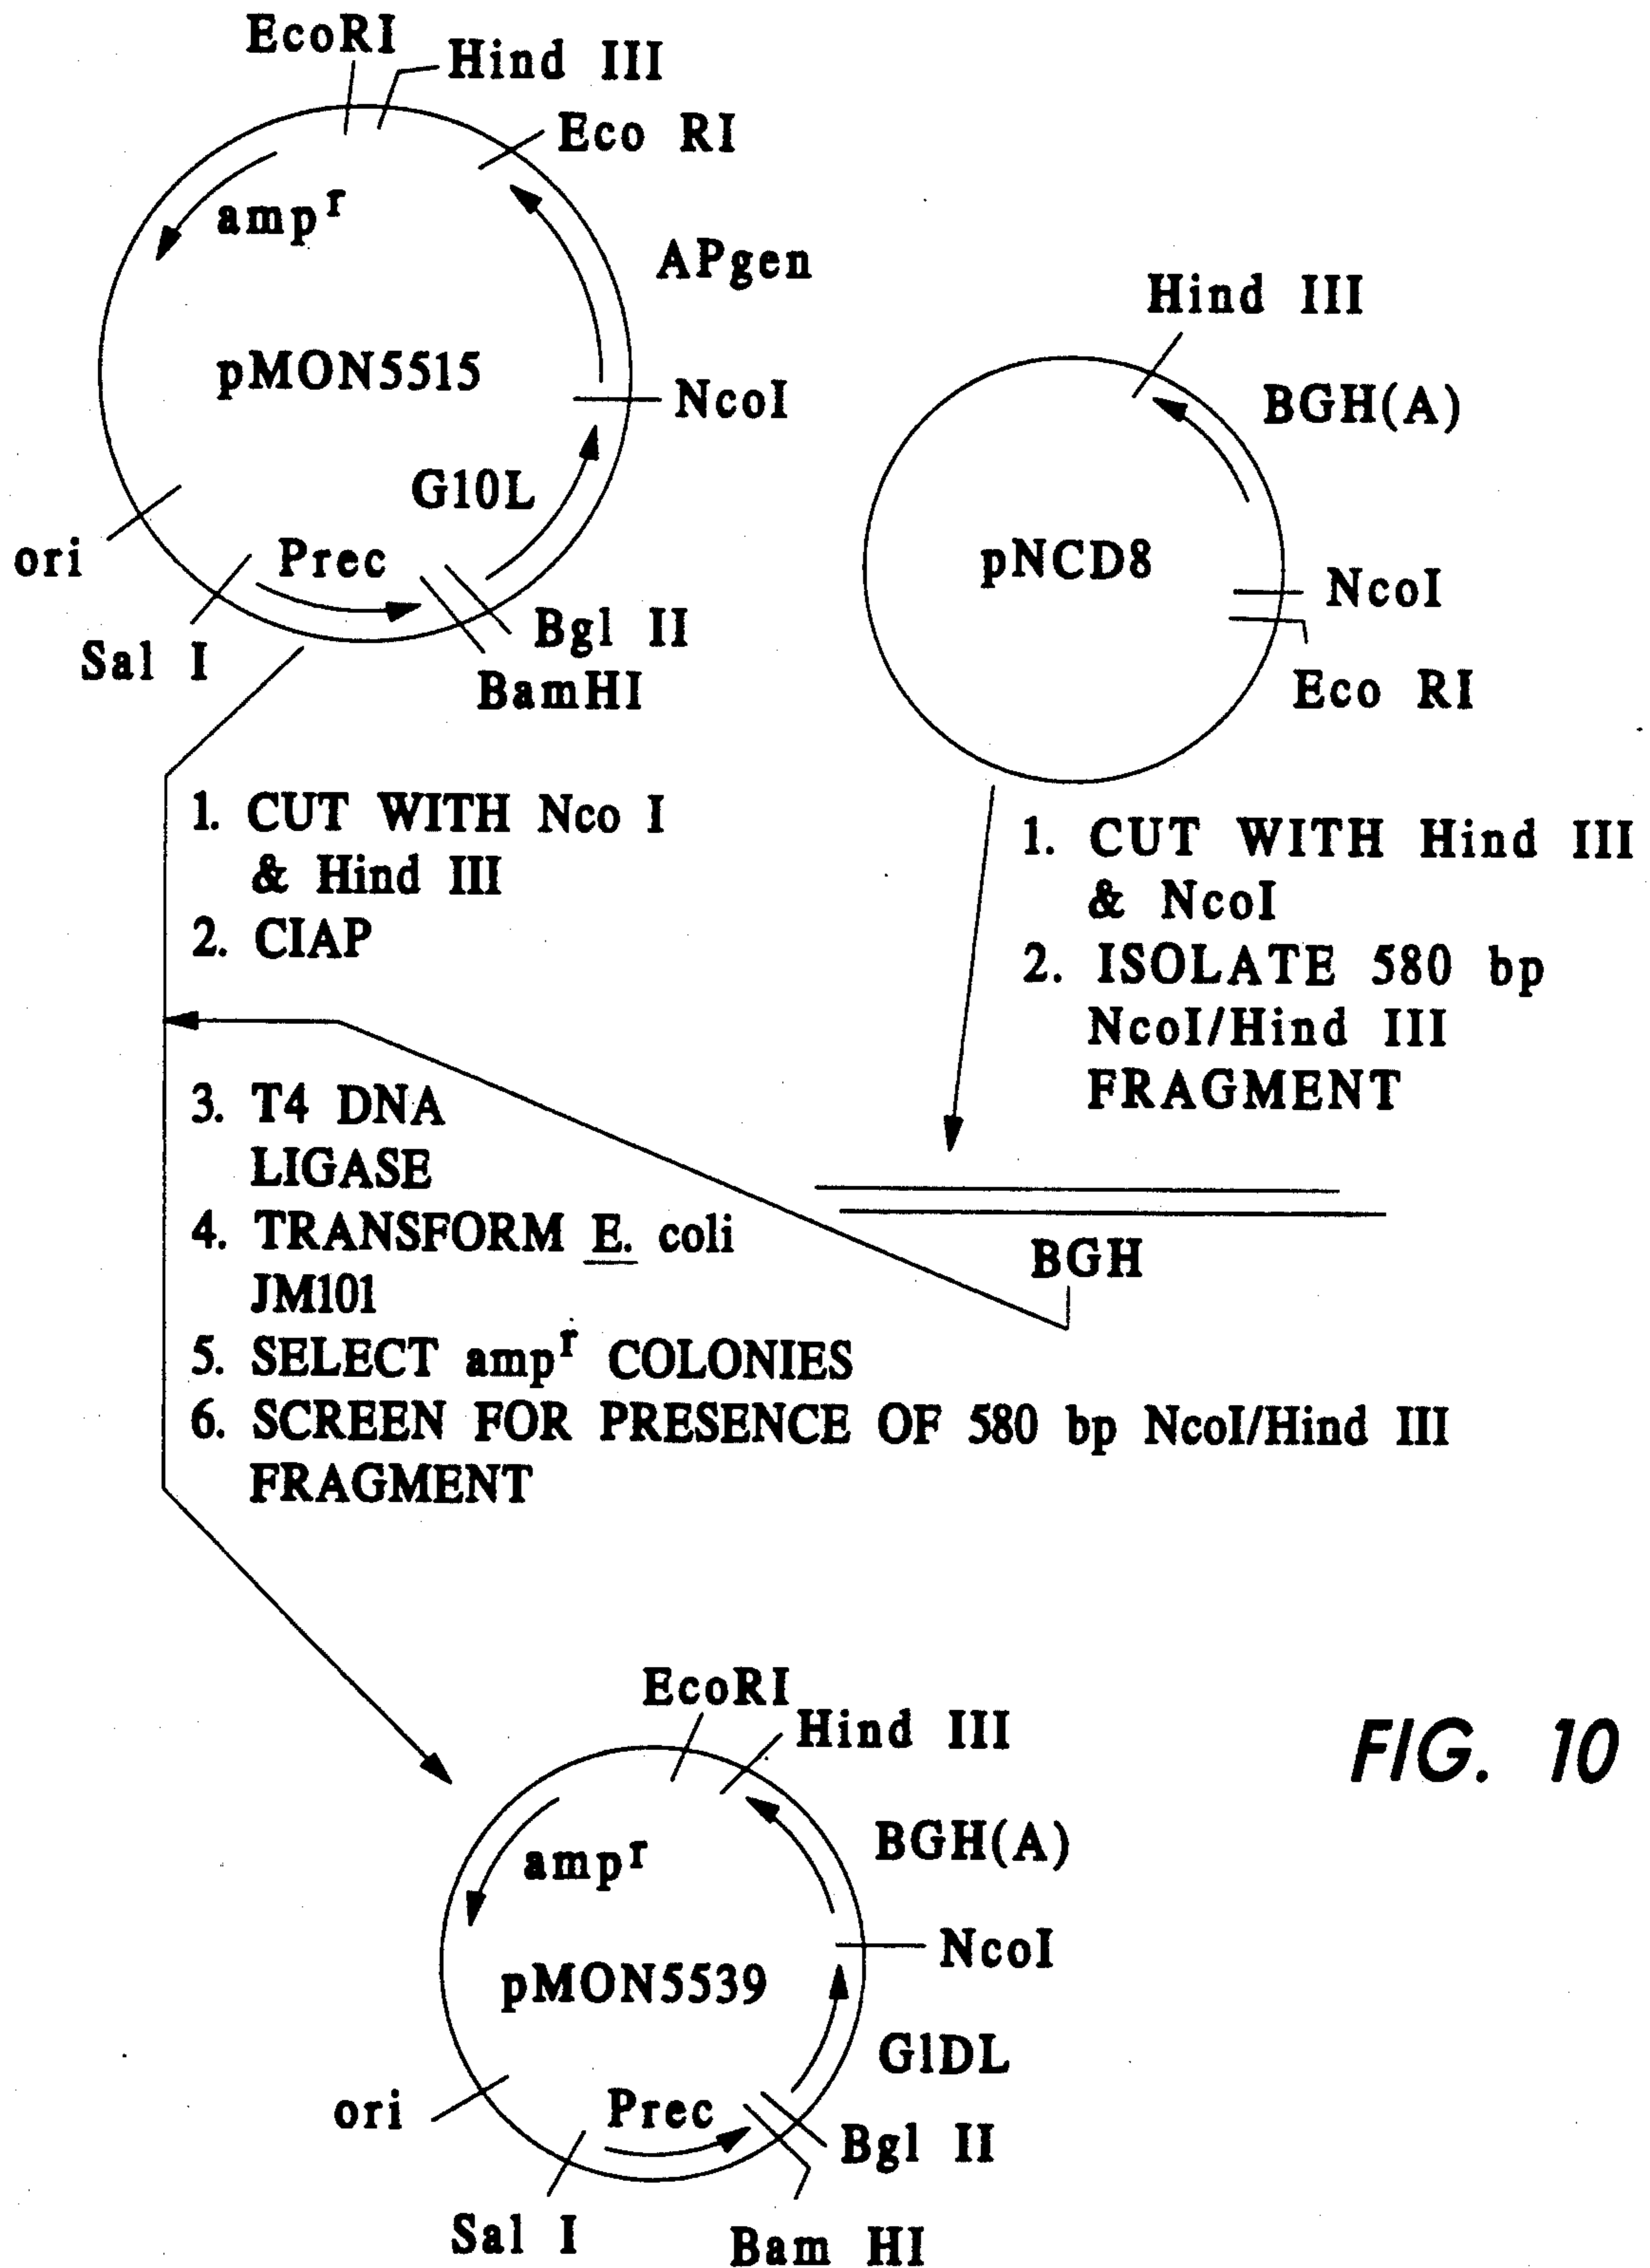 EcoRI
Hind III
Eco RI
amp^r
APgen
pMON5515
NcoI
G10L
ori
Prec
Sal I
Bgl II
BamHI
Hind III
BGH(A)
pNCD8
NcoI
Eco RI
1. CUT WITH Nco I
& Hind III
2. CIAP
1. CUT WITH Hind III
& NcoI
2. ISOLATE 580 bp
NcoI/Hind III
FRAGMENT
BGH
3. T4 DNA
LIGASE
4. TRANSFORM E. coli
JM101
5. SELECT amp^r COLONIES
6. SCREEN FOR PRESENCE OF 580 bp NcoI/Hind III
FRAGMENT
EcoRI
Hind III
BGH(A)
amp^r
NcoI
pMON5539
G1DL
ori
Prec
Bgl II
Sal I
Bam HI
FIG. 10